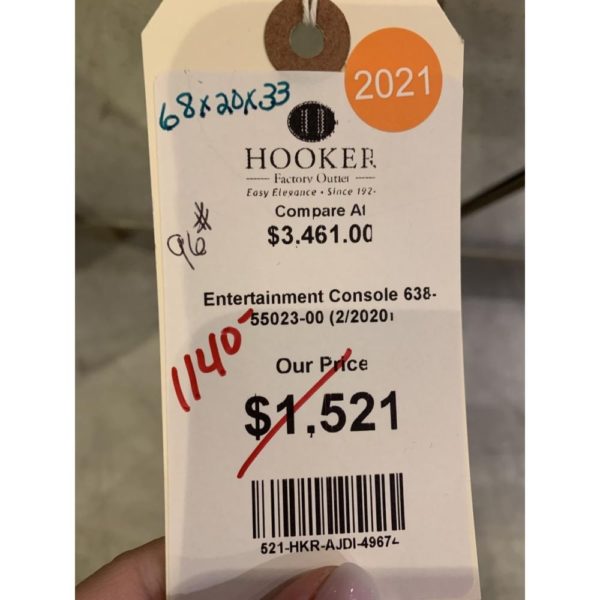 2021
68x20x33
HOOKER
Factory Outlet
Easy Elegance • Since 192
Compare At
$3,461.00
96#
Entertainment Console 638-
55023-00 (2/2020)
1140-
Our Price
$1,521
521-HKR-AJDI-49674